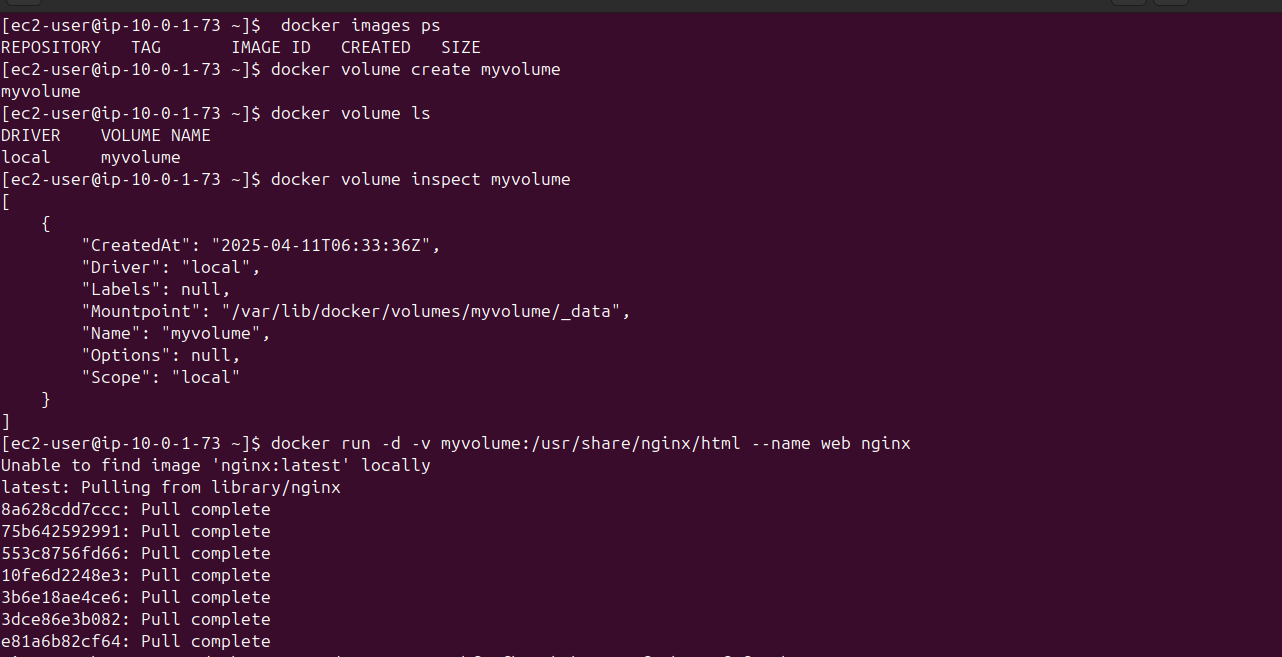 [ec2-user@ip-10-0-1-73 ~]$  docker images ps
REPOSITORY   TAG       IMAGE ID   CREATED   SIZE
[ec2-user@ip-10-0-1-73 ~]$ docker volume create myvolume
myvolume
[ec2-user@ip-10-0-1-73 ~]$ docker volume ls
DRIVER    VOLUME NAME
local     myvolume
[ec2-user@ip-10-0-1-73 ~]$ docker volume inspect myvolume
[
    {
        "CreatedAt": "2025-04-11T06:33:36Z",
        "Driver": "local",
        "Labels": null,
        "Mountpoint": "/var/lib/docker/volumes/myvolume/_data",
        "Name": "myvolume",
        "Options": null,
        "Scope": "local"
    }
]
[ec2-user@ip-10-0-1-73 ~]$ docker run -d -v myvolume:/usr/share/nginx/html --name web nginx
Unable to find image 'nginx:latest' locally
latest: Pulling from library/nginx
8a628cdd7ccc: Pull complete
75b642592991: Pull complete
553c8756fd66: Pull complete
10fe6d2248e3: Pull complete
3b6e18ae4ce6: Pull complete
3dce86e3b082: Pull complete
e81a6b82cf64: Pull complete